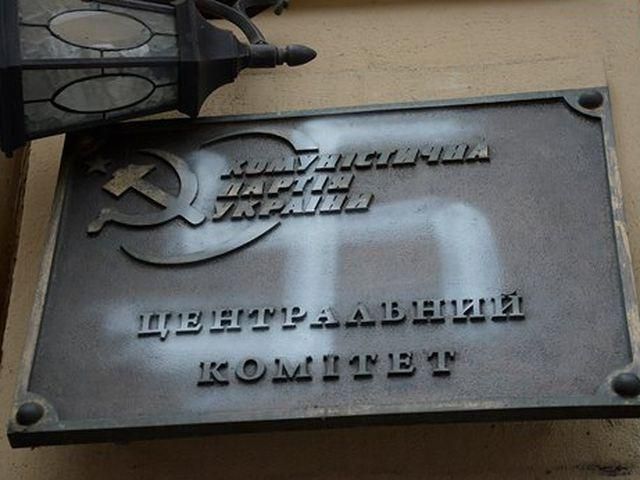 КОМУНІСТИЧНА
ПАРТІЯ
УКРАЇНИ
ЦЕНТРАЛЬНИЙ
КОМІТЕТ